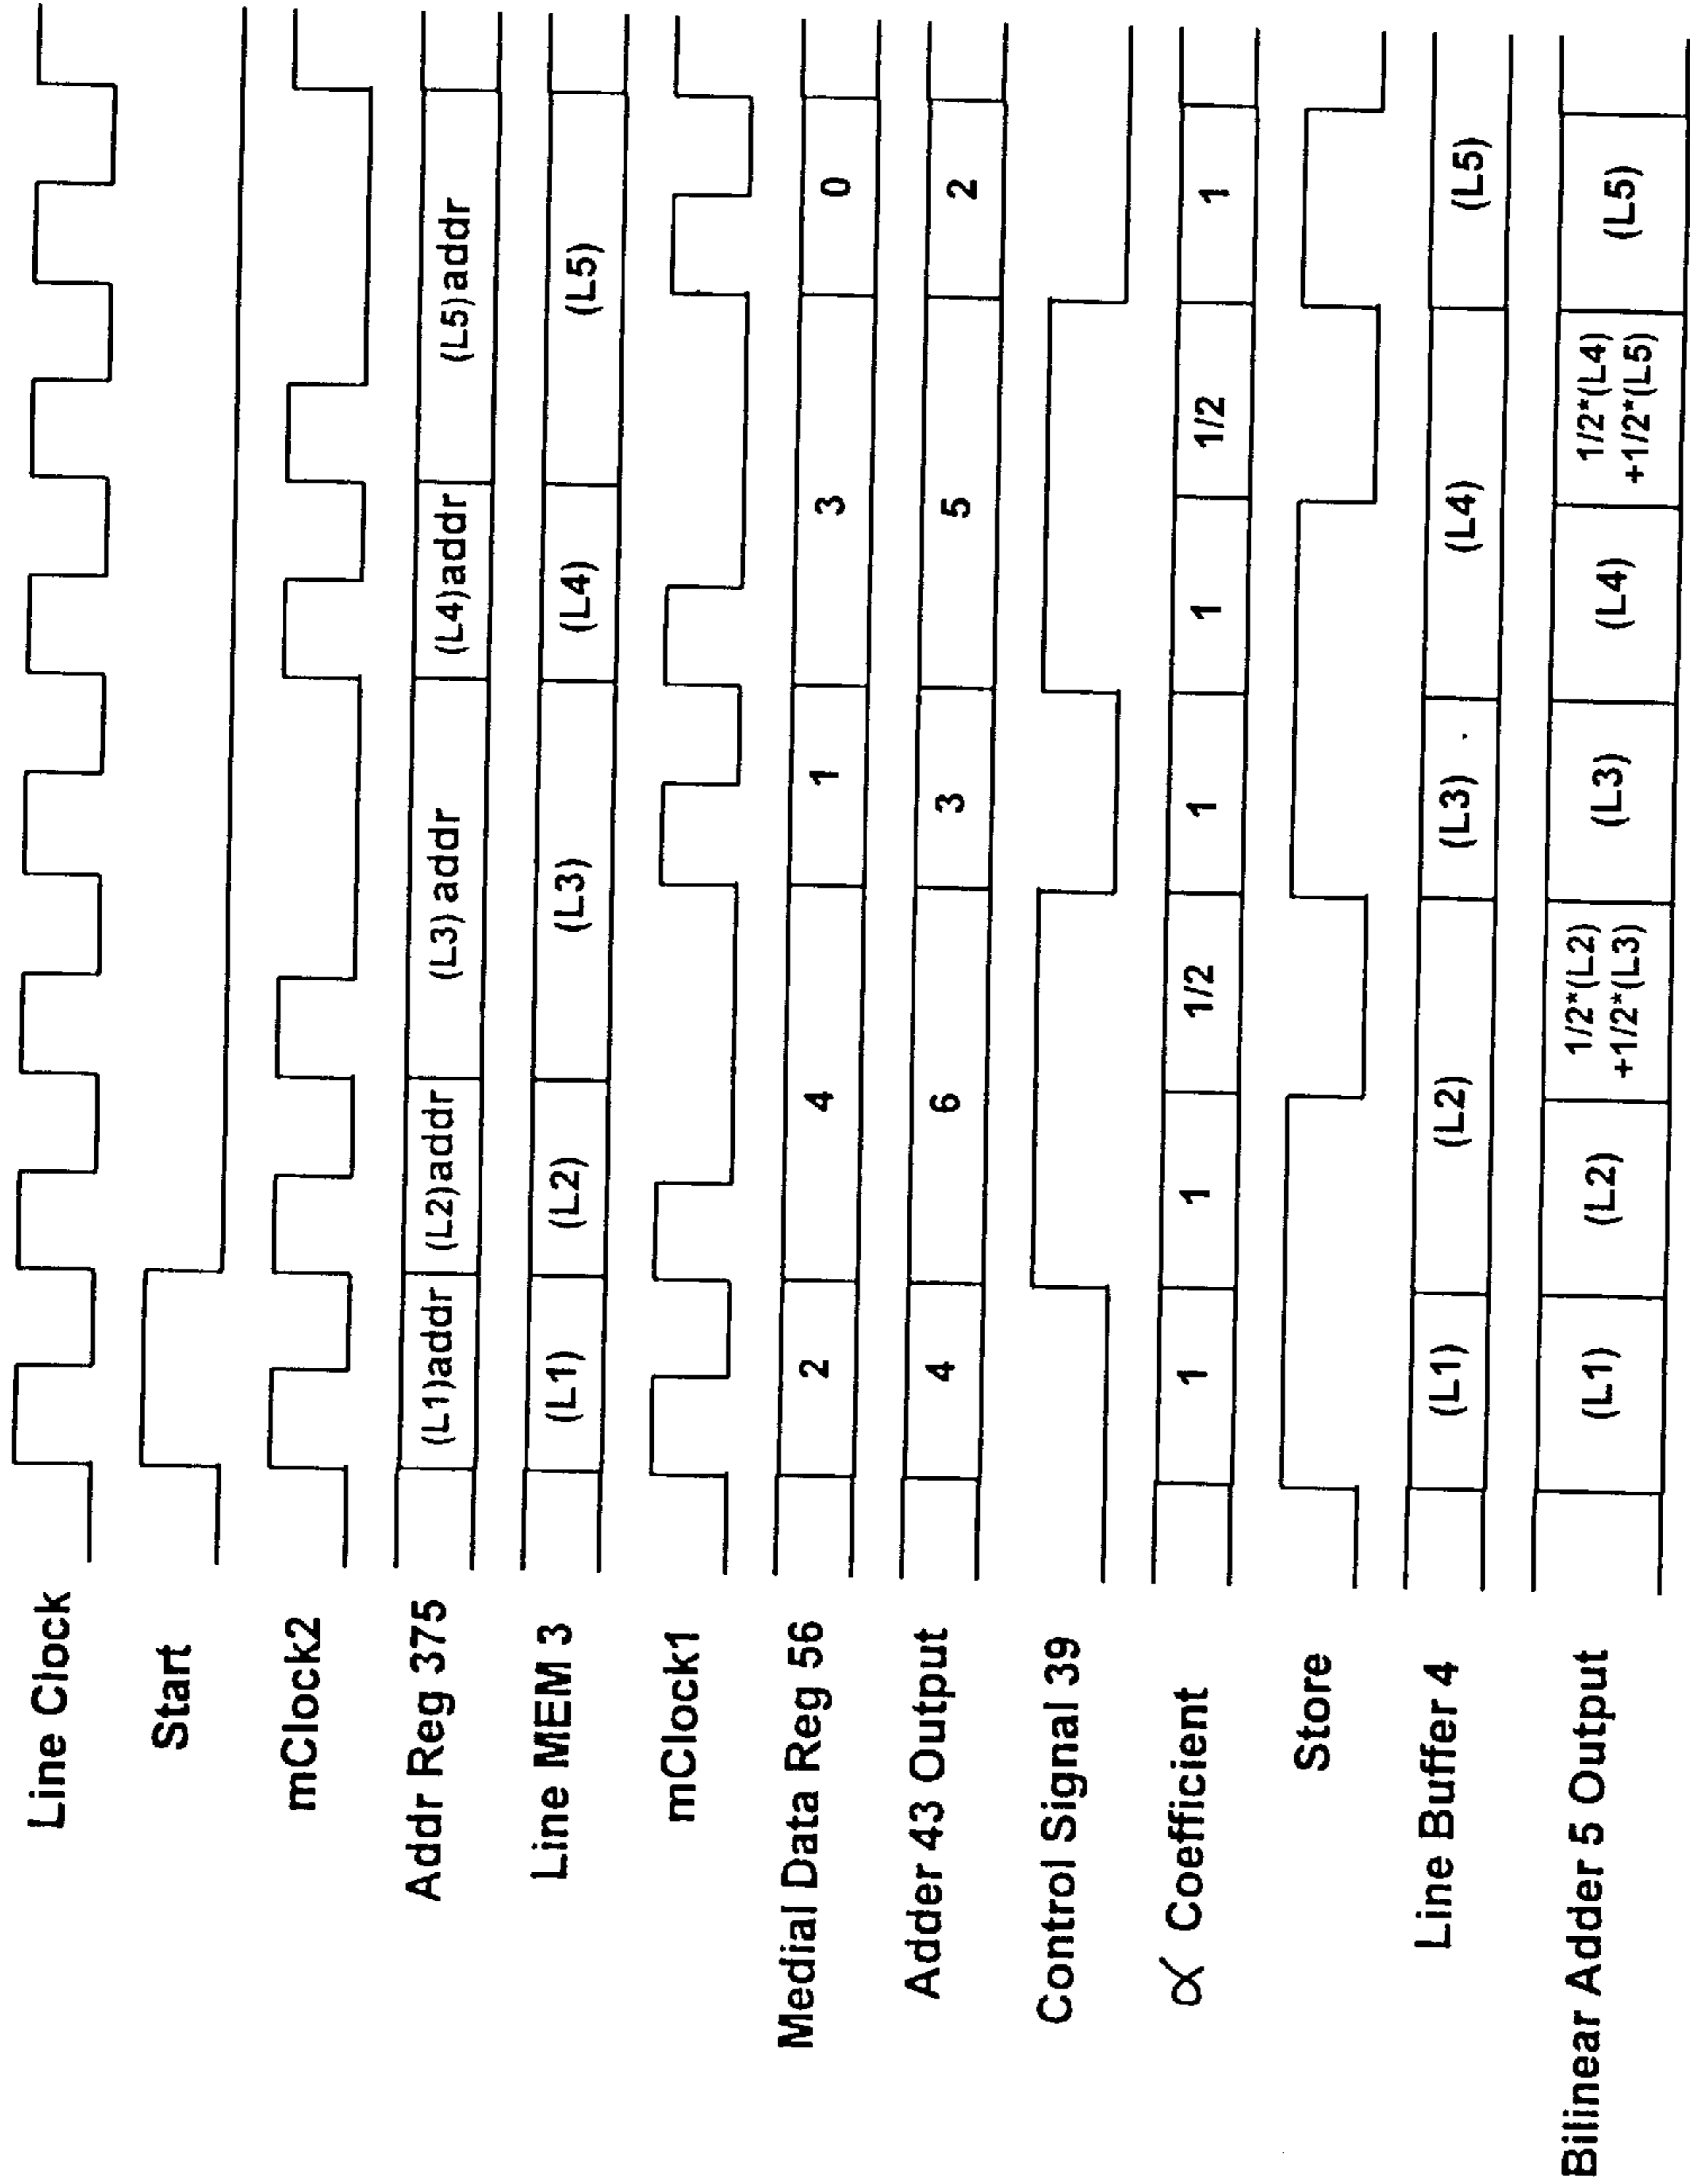 Line Clock
Start
mClock2
Addr Reg 375 (L1)addr (L2)addr (L3) addr (L4)addr (L5)addr
Line MEM 3 (L1) (L2) (L3) (L4) (L5)
mClock1
Medial Data Reg 56 2 4 1 3 0
Adder 43 Output 4 6 3 5 2
Control Signal 39
∝ Coefficient 1 1 1/2 1 1 1/2 1
Store
Line Buffer 4 (L1) (L2) (L3) (L4) (L5)
Bilinear Adder 5 Output (L1) (L2) 1/2*(L2) +1/2*(L3) (L3) (L4) 1/2*(L4) +1/2*(L5) (L5)